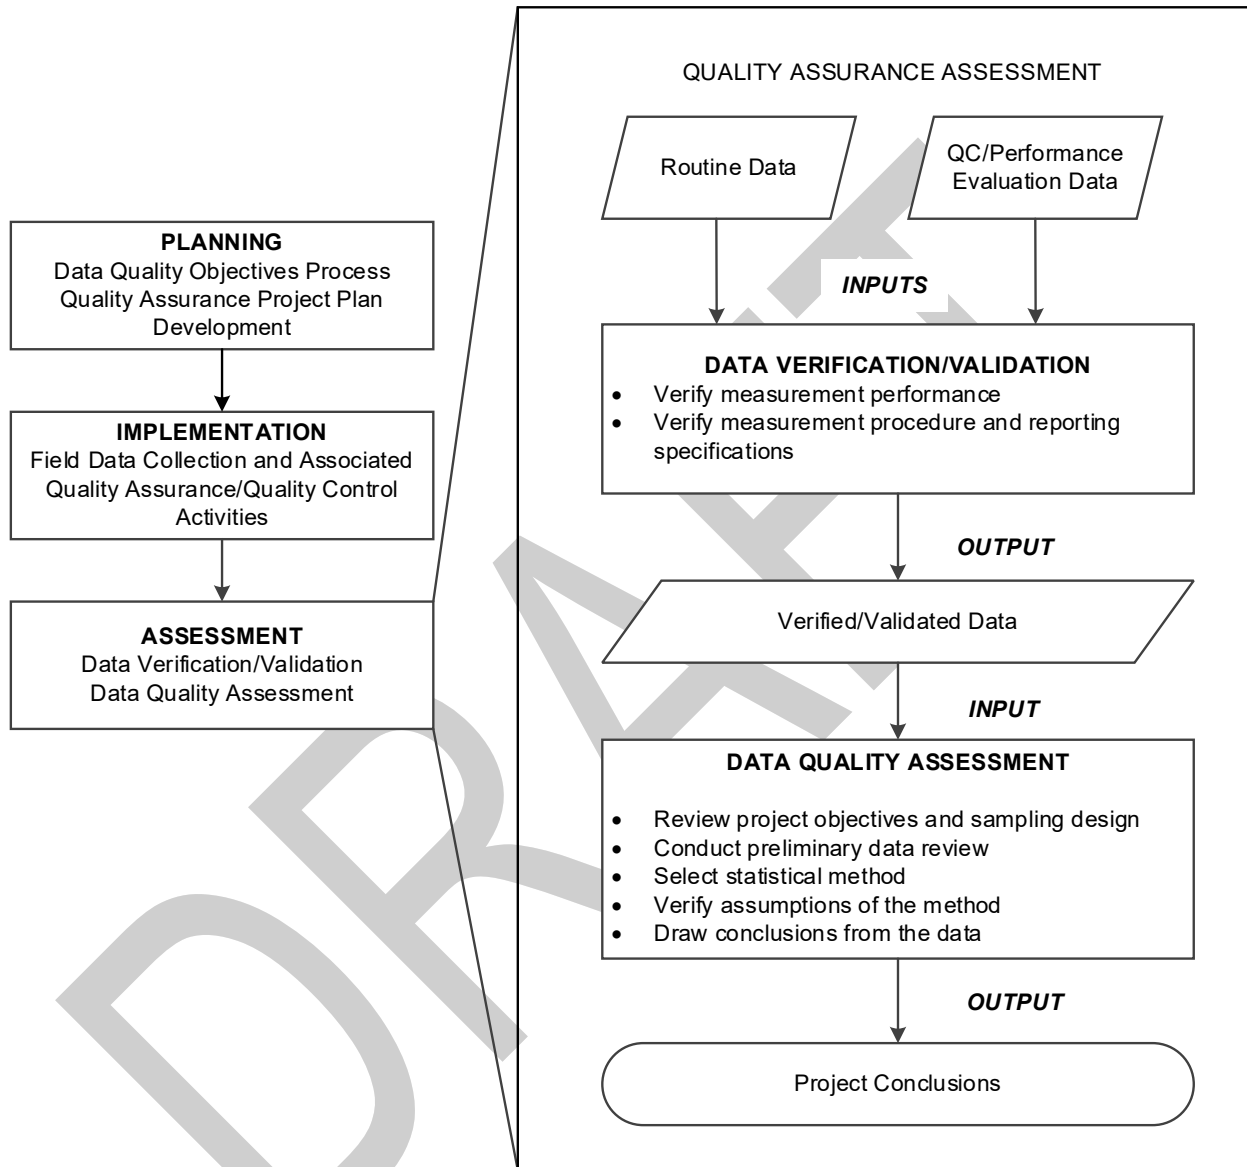 PLANNING
Data Quality Objectives Process
Quality Assurance Project Plan
Development
IMPLEMENTATION
Field Data Collection and Associated
Quality Assurance/Quality Control
Activities
ASSESSMENT
Data Verification/Validation
Data Quality Assessment
QUALITY ASSURANCE ASSESSMENT
Routine Data
QC/Performance
Evaluation Data
INPUTS
DATA VERIFICATION/VALIDATION
• Verify measurement performance
• Verify measurement procedure and reporting
specifications
OUTPUT
Verified/Validated Data
INPUT
DATA QUALITY ASSESSMENT
• Review project objectives and sampling design
• Conduct preliminary data review
• Select statistical method
• Verify assumptions of the method
• Draw conclusions from the data
OUTPUT
Project Conclusions
DRAFT